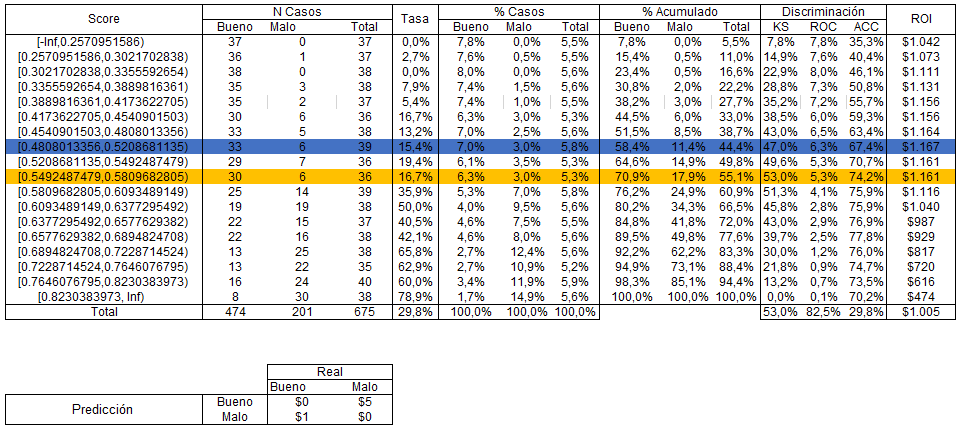 Score N Casos Tasa % Casos % Acumulado Discriminación ROI
Bueno Malo Total Bueno Malo Total Bueno Malo Total KS ROC ACC
[-Inf,0.2570951586) 37 0 37 0,0% 7,8% 0,0% 5,5% 7,8% 0,0% 5,5% 7,8% 7,8% 35,3% $1.042
[0.2570951586,0.3021702838) 36 1 37 2,7% 7,6% 0,5% 5,5% 15,4% 0,5% 11,0% 14,9% 7,6% 40,4% $1.073
[0.3021702838,0.3355592654) 38 0 38 0,0% 8,0% 0,0% 5,6% 23,4% 0,5% 16,6% 22,9% 8,0% 46,1% $1.111
[0.3355592654,0.3889816361) 35 3 38 7,9% 7,4% 1,5% 5,6% 30,8% 2,0% 22,2% 28,8% 7,3% 50,8% $1.131
[0.3889816361,0.4173622705) 35 2 37 5,4% 7,4% 1,0% 5,5% 38,2% 3,0% 27,7% 35,2% 7,2% 55,7% $1.156
[0.4173622705,0.4540901503) 30 6 36 16,7% 6,3% 3,0% 5,3% 44,5% 6,0% 33,0% 38,5% 6,0% 59,3% $1.156
[0.4540901503,0.4808013356) 33 5 38 13,2% 7,0% 2,5% 5,6% 51,5% 8,5% 38,7% 43,0% 6,5% 63,4% $1.164
[0.4808013356,0.5208681135) 33 6 39 15,4% 7,0% 3,0% 5,8% 58,4% 11,4% 44,4% 47,0% 6,3% 67,4% $1.167
[0.5208681135,0.5492487479) 29 7 36 19,4% 6,1% 3,5% 5,3% 64,6% 14,9% 49,8% 49,6% 5,3% 70,7% $1.161
[0.5492487479,0.5809682805) 30 6 36 16,7% 6,3% 3,0% 5,3% 70,9% 17,9% 55,1% 53,0% 5,3% 74,2% $1.161
[0.5809682805,0.6093489149) 25 14 39 35,9% 5,3% 7,0% 5,8% 76,2% 24,9% 60,9% 51,3% 4,1% 75,9% $1.116
[0.6093489149,0.6377295492) 19 19 38 50,0% 4,0% 9,5% 5,6% 80,2% 34,3% 66,5% 45,8% 2,8% 75,9% $1.040
[0.6377295492,0.6577629382) 22 15 37 40,5% 4,6% 7,5% 5,5% 84,8% 41,8% 72,0% 43,0% 2,9% 76,9% $987
[0.6577629382,0.6894824708) 22 16 38 42,1% 4,6% 8,0% 5,6% 89,5% 49,8% 77,6% 39,7% 2,5% 77,8% $929
[0.6894824708,0.7228714524) 13 25 38 65,8% 2,7% 12,4% 5,6% 92,2% 62,2% 83,3% 30,0% 1,2% 76,0% $817
[0.7228714524,0.7646076795) 13 22 35 62,9% 2,7% 10,9% 5,2% 94,9% 73,1% 88,4% 21,8% 0,9% 74,7% $720
[0.7646076795,0.8230383973) 16 24 40 60,0% 3,4% 11,9% 5,9% 98,3% 85,1% 94,4% 13,2% 0,7% 73,5% $616
[0.8230383973, Inf) 8 30 38 78,9% 1,7% 14,9% 5,6% 100,0% 100,0% 100,0% 0,0% 0,1% 70,2% $474
Total 474 201 675 29,8% 100,0% 100,0% 100,0% 53,0% 82,5% 29,8% $1.005
Real
Bueno Malo
Predicción Bueno $0 $5
Malo $1 $0